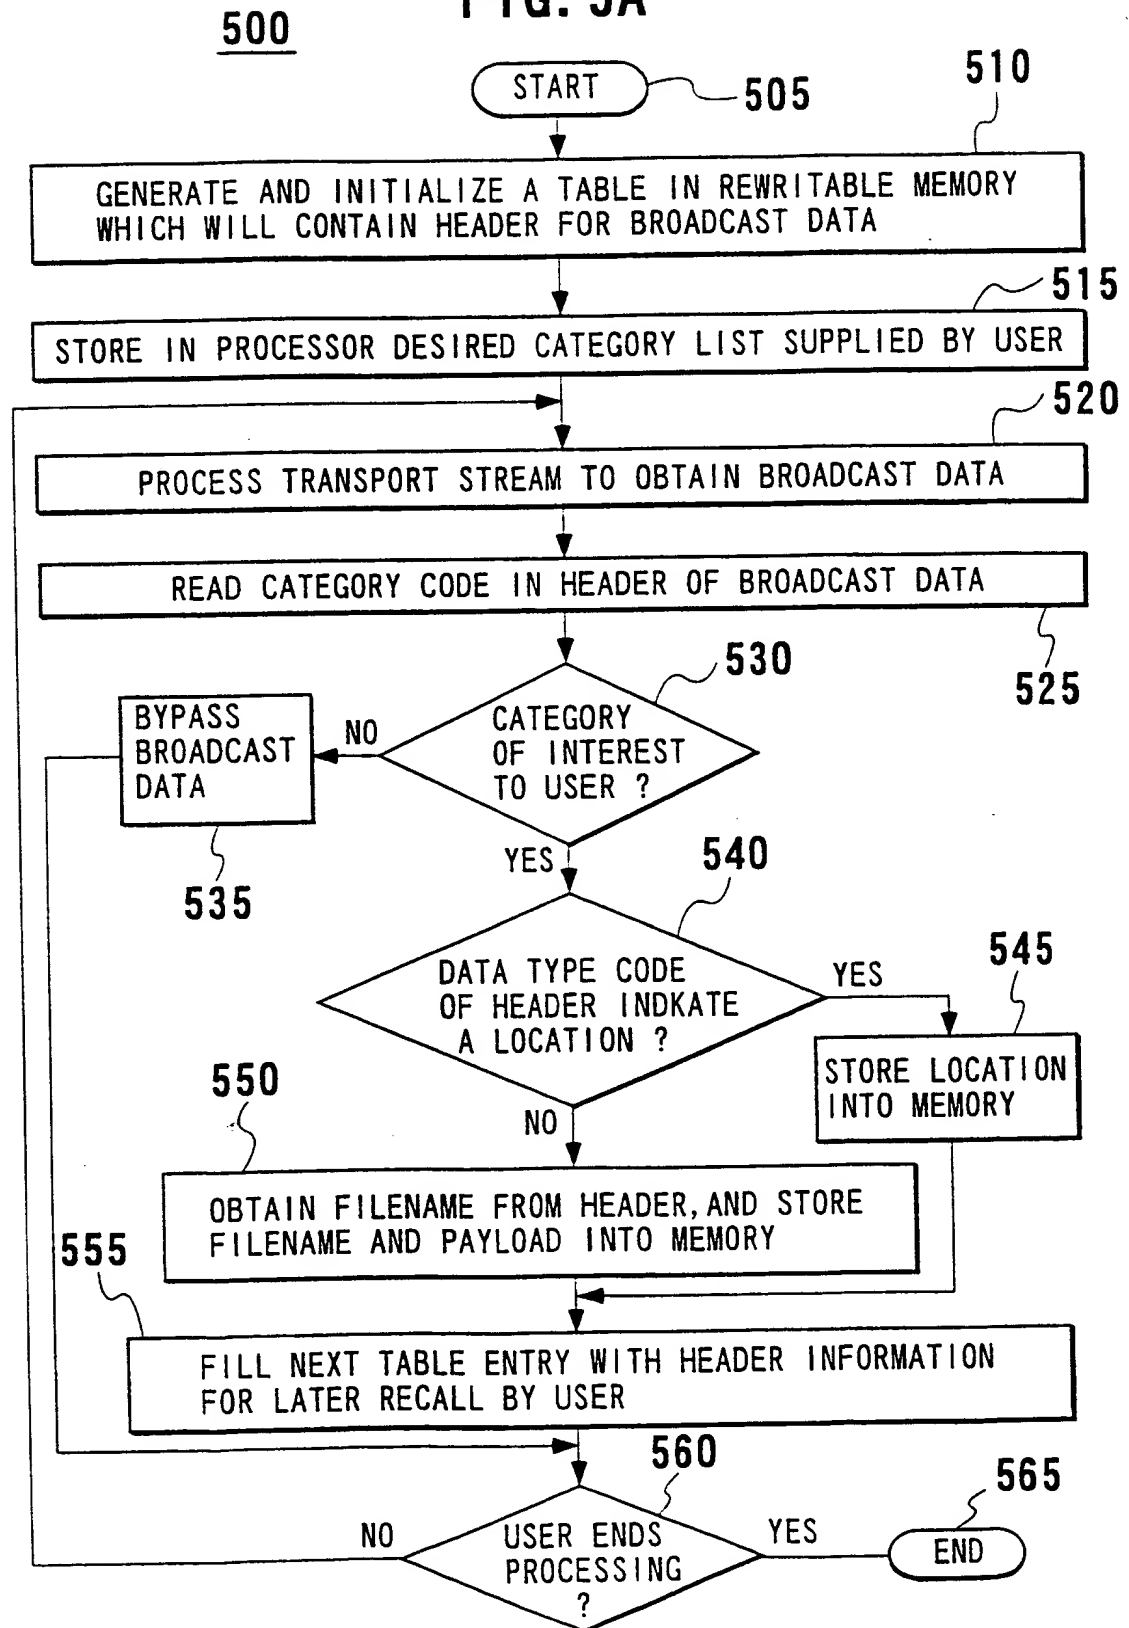 500
START
505
510
GENERATE AND INITIALIZE A TABLE IN REWRITABLE MEMORY
WHICH WILL CONTAIN HEADER FOR BROADCAST DATA
515
STORE IN PROCESSOR DESIRED CATEGORY LIST SUPPLIED BY USER
520
PROCESS TRANSPORT STREAM TO OBTAIN BROADCAST DATA
READ CATEGORY CODE IN HEADER OF BROADCAST DATA
525
530
CATEGORY
OF INTEREST
TO USER ?
NO
BYPASS
BROADCAST
DATA
535
YES
540
DATA TYPE CODE
OF HEADER INDKATE
A LOCATION ?
YES
545
STORE LOCATION
INTO MEMORY
NO
550
OBTAIN FILENAME FROM HEADER, AND STORE
FILENAME AND PAYLOAD INTO MEMORY
555
FILL NEXT TABLE ENTRY WITH HEADER INFORMATION
FOR LATER RECALL BY USER
560
USER ENDS
PROCESSING
?
NO
YES
565
END